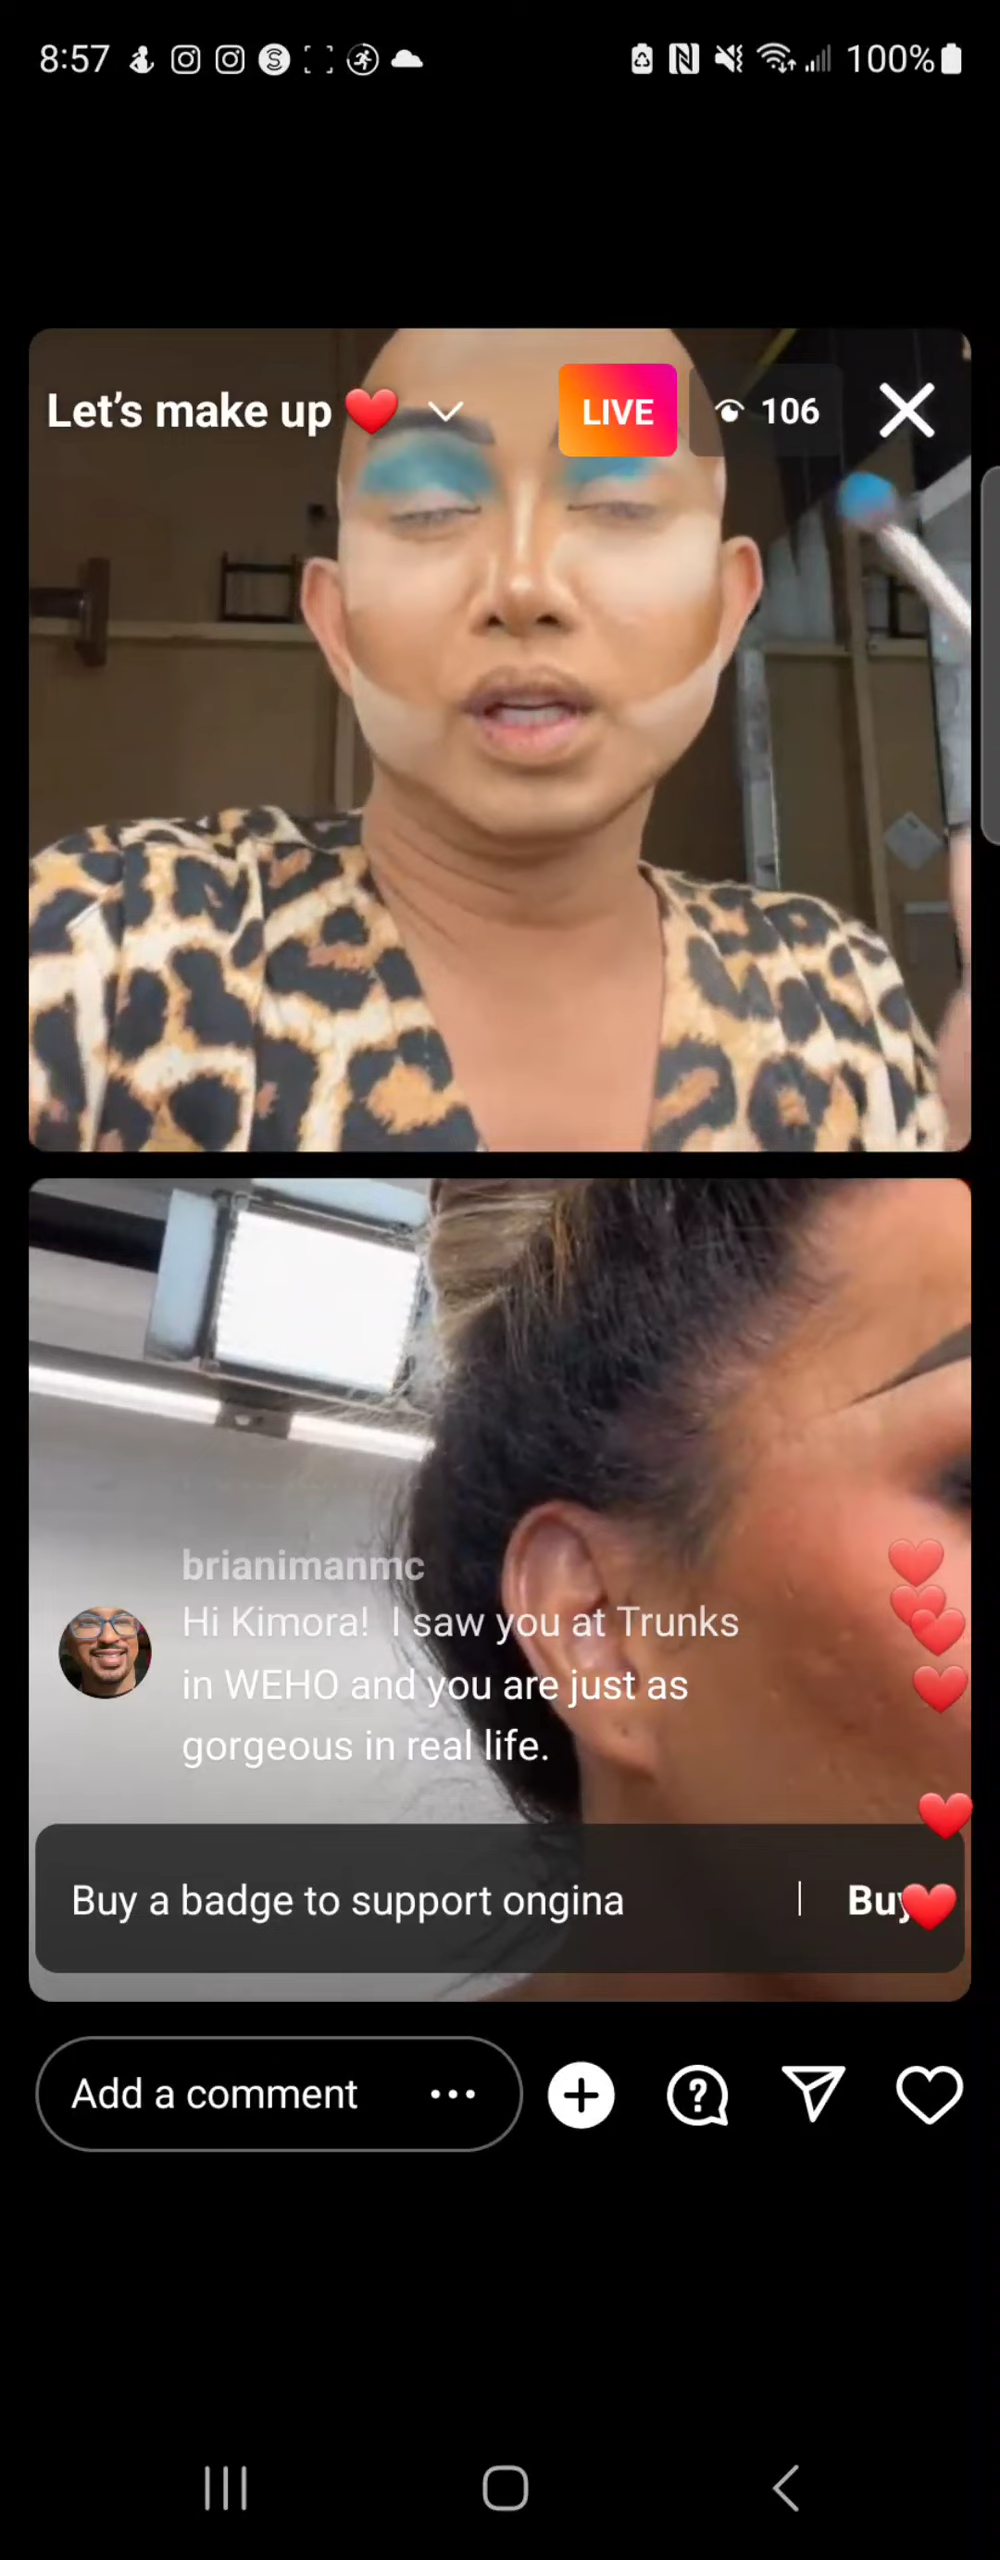 8:57
100%
Let's make up ❤️
LIVE
106
brianimanmc
Hi Kimora!  I saw you at Trunks
in WEHO and you are just as
gorgeous in real life.
Buy a badge to support ongina
Buy
Add a comment